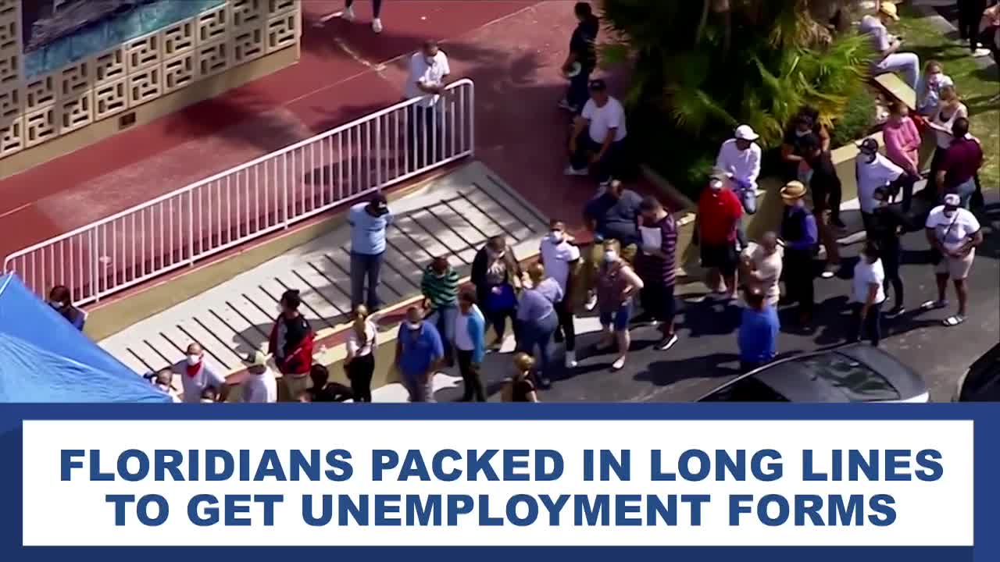 FLORIDIANS PACKED IN LONG LINES
TO GET UNEMPLOYMENT FORMS